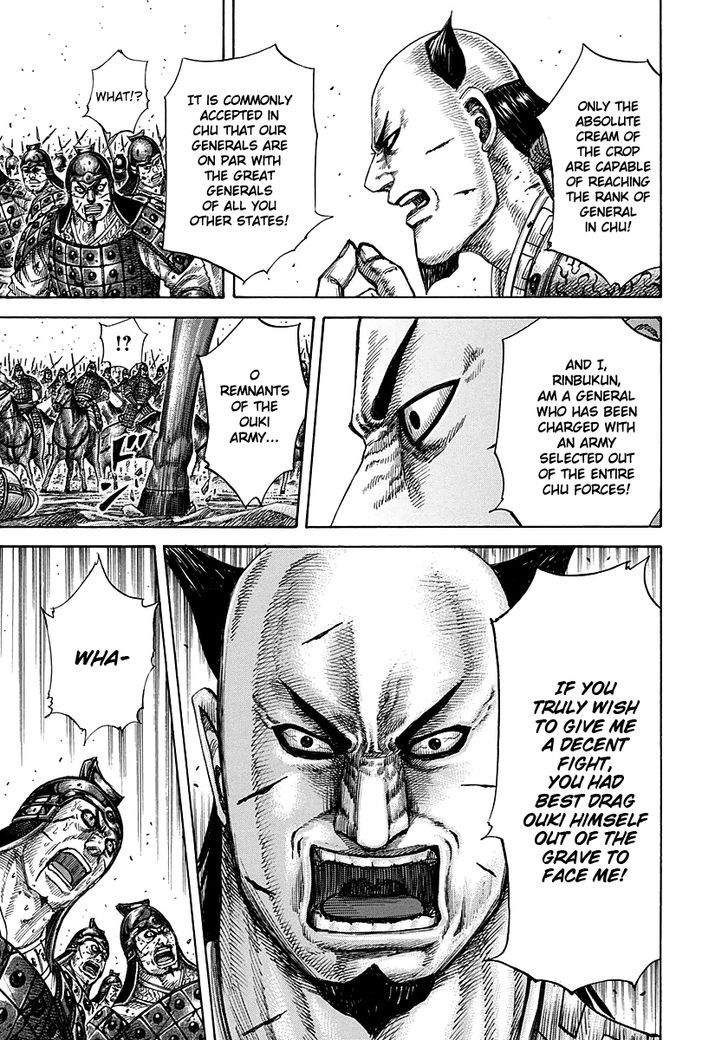 ONLY THE
ABSOLUTE
CREAM OF
THE CROP
ARE CAPABLE
OF REACHING
THE RANK OF
GENERAL
IN CHU!
IT IS COMMONLY
ACCEPTED IN
CHU THAT OUR
GENERALS ARE
ON PAR WITH
THE GREAT
GENERALS
OF ALL YOU
OTHER STATES!
WHAT!?
AND I,
RINBUKUN,
AM A GENERAL
WHO HAS BEEN
CHARGED WITH
AN ARMY
SELECTED OUT
OF THE ENTIRE
CHU FORCES!
O
REMNANTS
OF THE
OUKI
ARMY...
!?
ドン
IF YOU
TRULY WISH
TO GIVE ME
A DECENT
FIGHT,
YOU HAD
BEST DRAG
OUKI HIMSELF
OUT OF THE
GRAVE TO
FACE ME!
WHA-